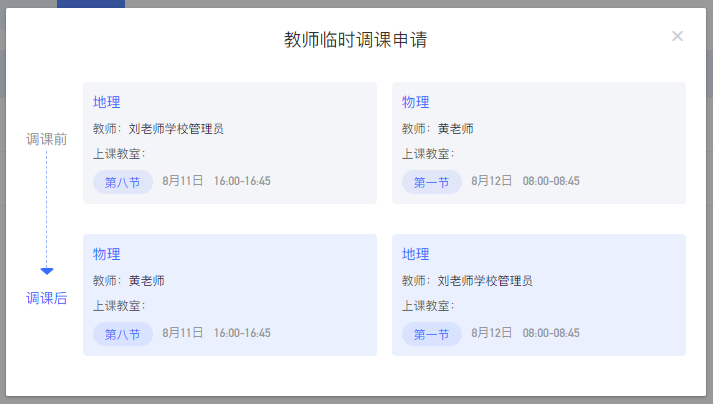 教师临时调课申请
调课前
地理
教师：刘老师学校管理员
上课教室：
第八节 8月11日 16:00-16:45
物理
教师：黄老师
上课教室：
第一节 8月12日 08:00-08:45
调课后
物理
教师：黄老师
上课教室：
第八节 8月11日 16:00-16:45
地理
教师：刘老师学校管理员
上课教室：
第一节 8月12日 08:00-08:45